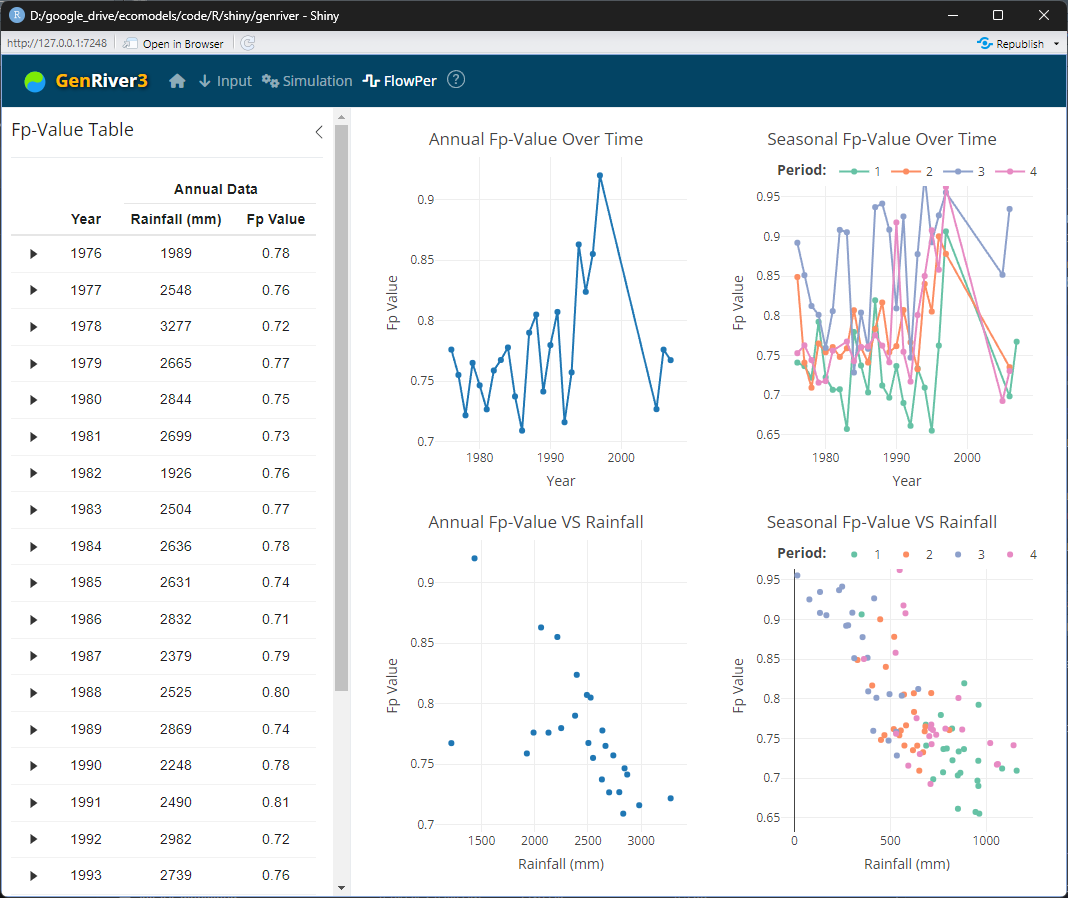 D:/google_drive/ecomodels/code/R/shiny/genriver - Shiny
http://127.0.0.1:7248 Open in Browser Republish
GenRiver3 Input Simulation FlowPer ?
Fp-Value Table
Annual Data
Year Rainfall (mm) Fp Value
1976 1989 0.78
1977 2548 0.76
1978 3277 0.72
1979 2665 0.77
1980 2844 0.75
1981 2699 0.73
1982 1926 0.76
1983 2504 0.77
1984 2636 0.78
1985 2631 0.74
1986 2832 0.71
1987 2379 0.79
1988 2525 0.80
1989 2869 0.74
1990 2248 0.78
1991 2490 0.81
1992 2982 0.72
1993 2739 0.76
Annual Fp-Value Over Time
0.9
0.85
0.8
0.75
0.7
Fp Value
1980 1990 2000
Year
Seasonal Fp-Value Over Time
Period: 1 2 3 4
0.95
0.9
0.85
0.8
0.75
0.7
0.65
Fp Value
1980 1990 2000
Year
Annual Fp-Value VS Rainfall
0.9
0.85
0.8
0.75
0.7
Fp Value
1500 2000 2500 3000
Rainfall (mm)
Seasonal Fp-Value VS Rainfall
Period: 1 2 3 4
0.95
0.9
0.85
0.8
0.75
0.7
0.65
Fp Value
0 500 1000
Rainfall (mm)